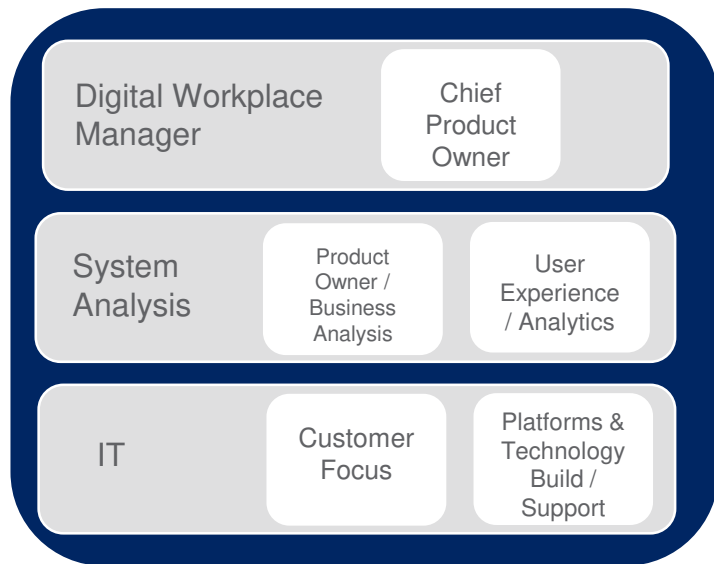 Digital Workplace
Manager
Chief
Product
Owner
System
Analysis
Product
Owner /
Business
Analysis
User
Experience
/ Analytics
IT
Customer
Focus
Platforms &
Technology
Build /
Support